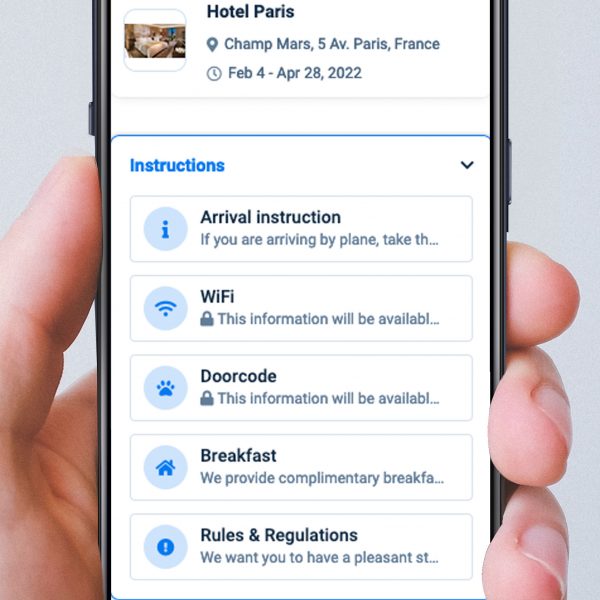 Hotel Paris
Champ Mars, 5 Av. Paris, France
Feb 4 - Apr 28, 2022
Instructions
Arrival instruction
If you are arriving by plane, take th...
WiFi
This information will be availabl...
Doorcode
This information will be availabl...
Breakfast
We provide complimentary breakfa...
Rules & Regulations
We want you to have a pleasant st...